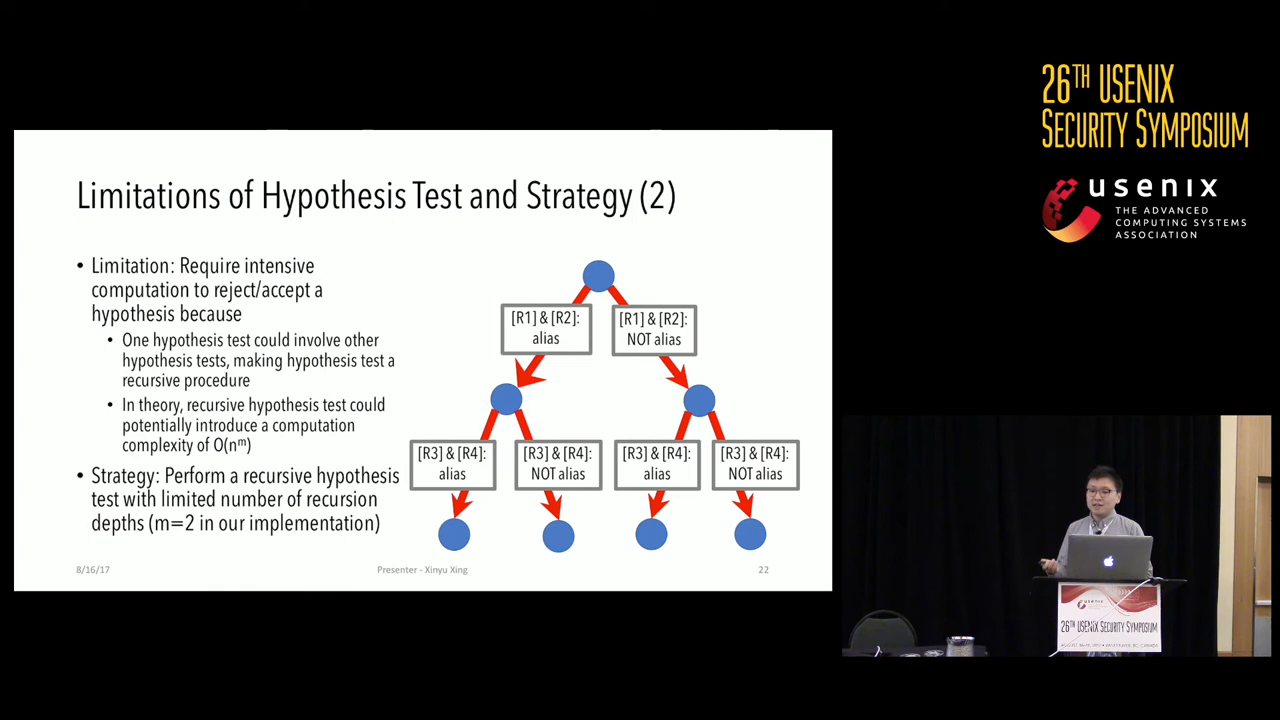 26TH USENIX
SECURITY SYMPOSIUM
usenix
THE ADVANCED
COMPUTING SYSTEMS
ASSOCIATION
Limitations of Hypothesis Test and Strategy (2)
• Limitation: Require intensive
computation to reject/accept a
hypothesis because
• One hypothesis test could involve other
hypothesis tests, making hypothesis test a
recursive procedure
• In theory, recursive hypothesis test could
potentially introduce a computation
complexity of O(nᵐ)
• Strategy: Perform a recursive hypothesis
test with limited number of recursion
depths (m=2 in our implementation)
[R1] & [R2]:
alias
[R1] & [R2]:
NOT alias
[R3] & [R4]:
alias
[R3] & [R4]:
NOT alias
[R3] & [R4]:
alias
[R3] & [R4]:
NOT alias
8/16/17
Presenter - Xinyu Xing
22
usenix
26TH USENIX SECURITY SYMPOSIUM